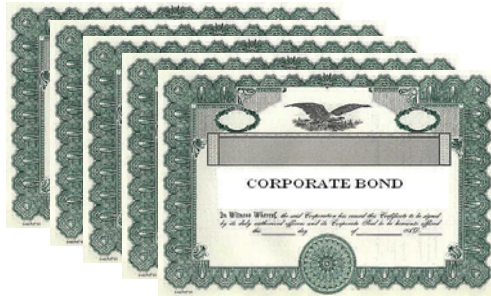 CORPORATE BOND
In Witness Whereof, the said Corporation has caused this Certificate to be signed
by its duly authorized officers and its Corporate Seal to be hereunto affixed
this day of A.D.